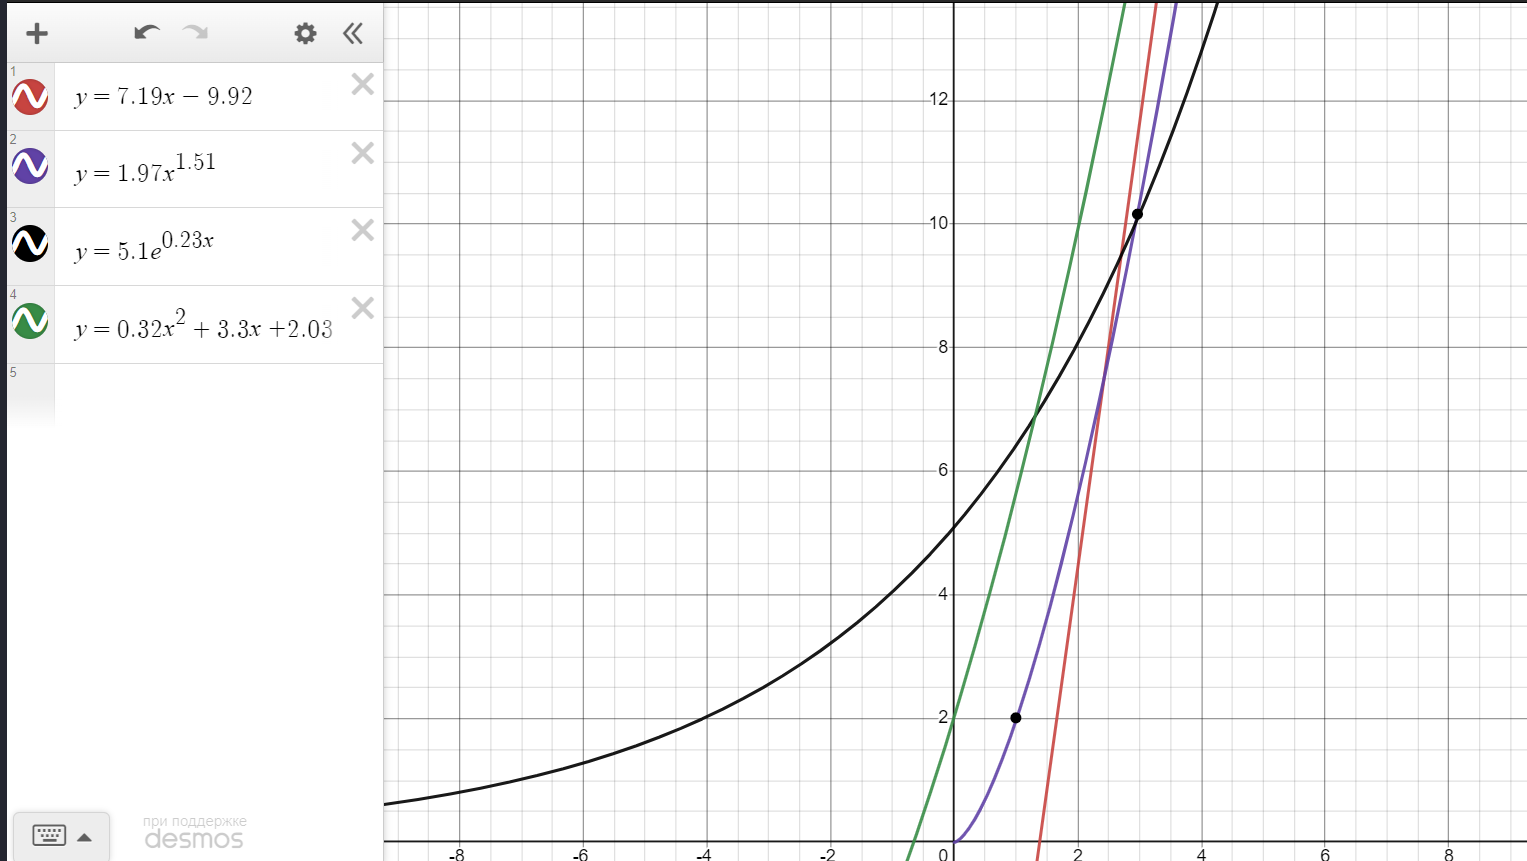 1
y = 7.19x − 9.92
2
y = 1.97x^1.51
3
y = 5.1e^0.23x
4
y = 0.32x^2 + 3.3x +2.03
5
при поддержке
desmos
12
10
8
6
4
2
-8 -6 -4 -2 0 2 4 6 8